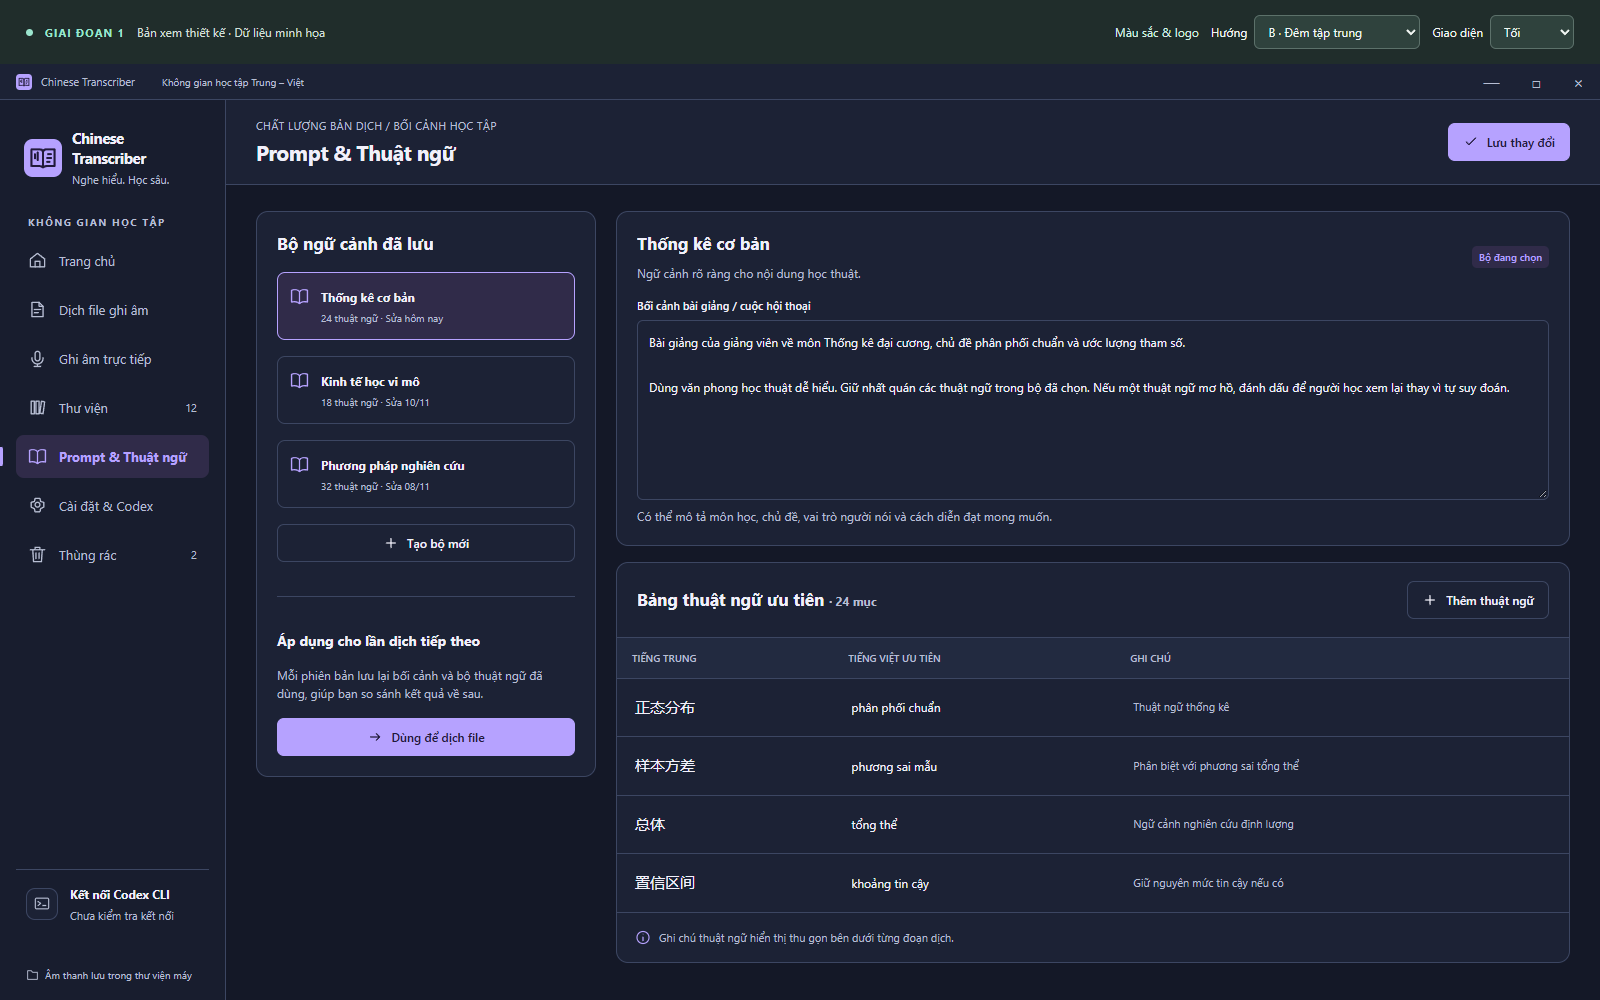 GIAI ĐOẠN 1 Bản xem thiết kế · Dữ liệu minh họa
Màu sắc & logo Hướng B · Đêm tập trung Giao diện Tối
Chinese Transcriber Không gian học tập Trung – Việt
Chinese
Transcriber
Nghe hiểu. Học sâu.
KHÔNG GIAN HỌC TẬP
Trang chủ
Dịch file ghi âm
Ghi âm trực tiếp
Thư viện 12
Prompt & Thuật ngữ
Cài đặt & Codex
Thùng rác 2
Kết nối Codex CLI
Chưa kiểm tra kết nối
Âm thanh lưu trong thư viện máy
CHẤT LƯỢNG BẢN DỊCH / BỐI CẢNH HỌC TẬP
Prompt & Thuật ngữ
Lưu thay đổi
Bộ ngữ cảnh đã lưu
Thống kê cơ bản
24 thuật ngữ · Sửa hôm nay
Kinh tế học vi mô
18 thuật ngữ · Sửa 10/11
Phương pháp nghiên cứu
32 thuật ngữ · Sửa 08/11
Tạo bộ mới
Áp dụng cho lần dịch tiếp theo
Mỗi phiên bản lưu lại bối cảnh và bộ thuật ngữ đã
dùng, giúp bạn so sánh kết quả về sau.
Dùng để dịch file
Thống kê cơ bản
Ngữ cảnh rõ ràng cho nội dung học thuật.
Bộ đang chọn
Bối cảnh bài giảng / cuộc hội thoại
Bài giảng của giảng viên về môn Thống kê đại cương, chủ đề phân phối chuẩn và ước lượng tham số.
Dùng văn phong học thuật dễ hiểu. Giữ nhất quán các thuật ngữ trong bộ đã chọn. Nếu một thuật ngữ mơ hồ, đánh dấu để người học xem lại thay vì tự suy đoán.
Có thể mô tả môn học, chủ đề, vai trò người nói và cách diễn đạt mong muốn.
Bảng thuật ngữ ưu tiên · 24 mục
Thêm thuật ngữ
TIẾNG TRUNG TIẾNG VIỆT ƯU TIÊN GHI CHÚ
正态分布 phân phối chuẩn Thuật ngữ thống kê
样本方差 phương sai mẫu Phân biệt với phương sai tổng thể
总体 tổng thể Ngữ cảnh nghiên cứu định lượng
置信区间 khoảng tin cậy Giữ nguyên mức tin cậy nếu có
Ghi chú thuật ngữ hiển thị thu gọn bên dưới từng đoạn dịch.